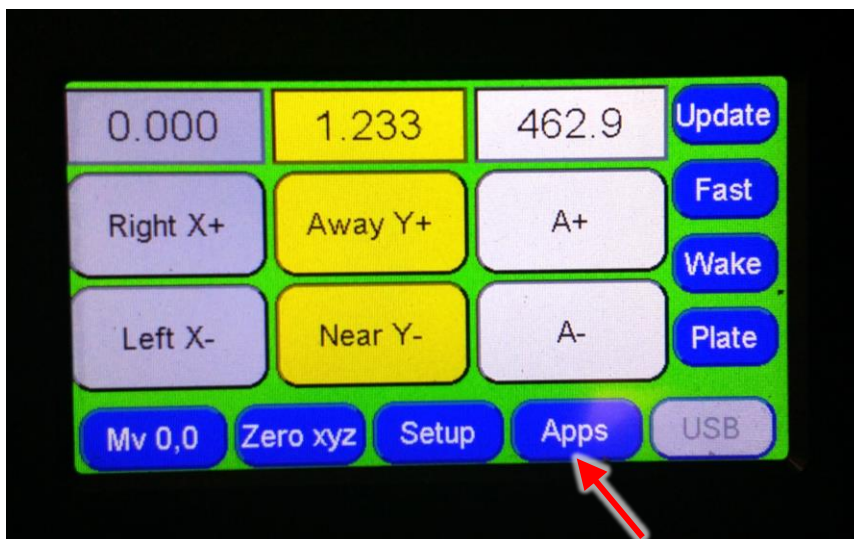 0.000 1.233 462.9 Update
Fast
Right X+ Away Y+ A+
Wake
Left X- Near Y- A- Plate
Mv 0,0 Zero xyz Setup Apps USB